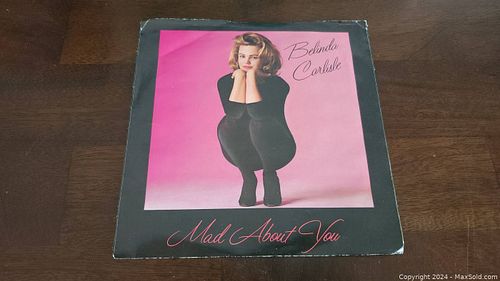 Belinda
Carlisle
Mad About You
Copyright 2024 - MaxSold.com